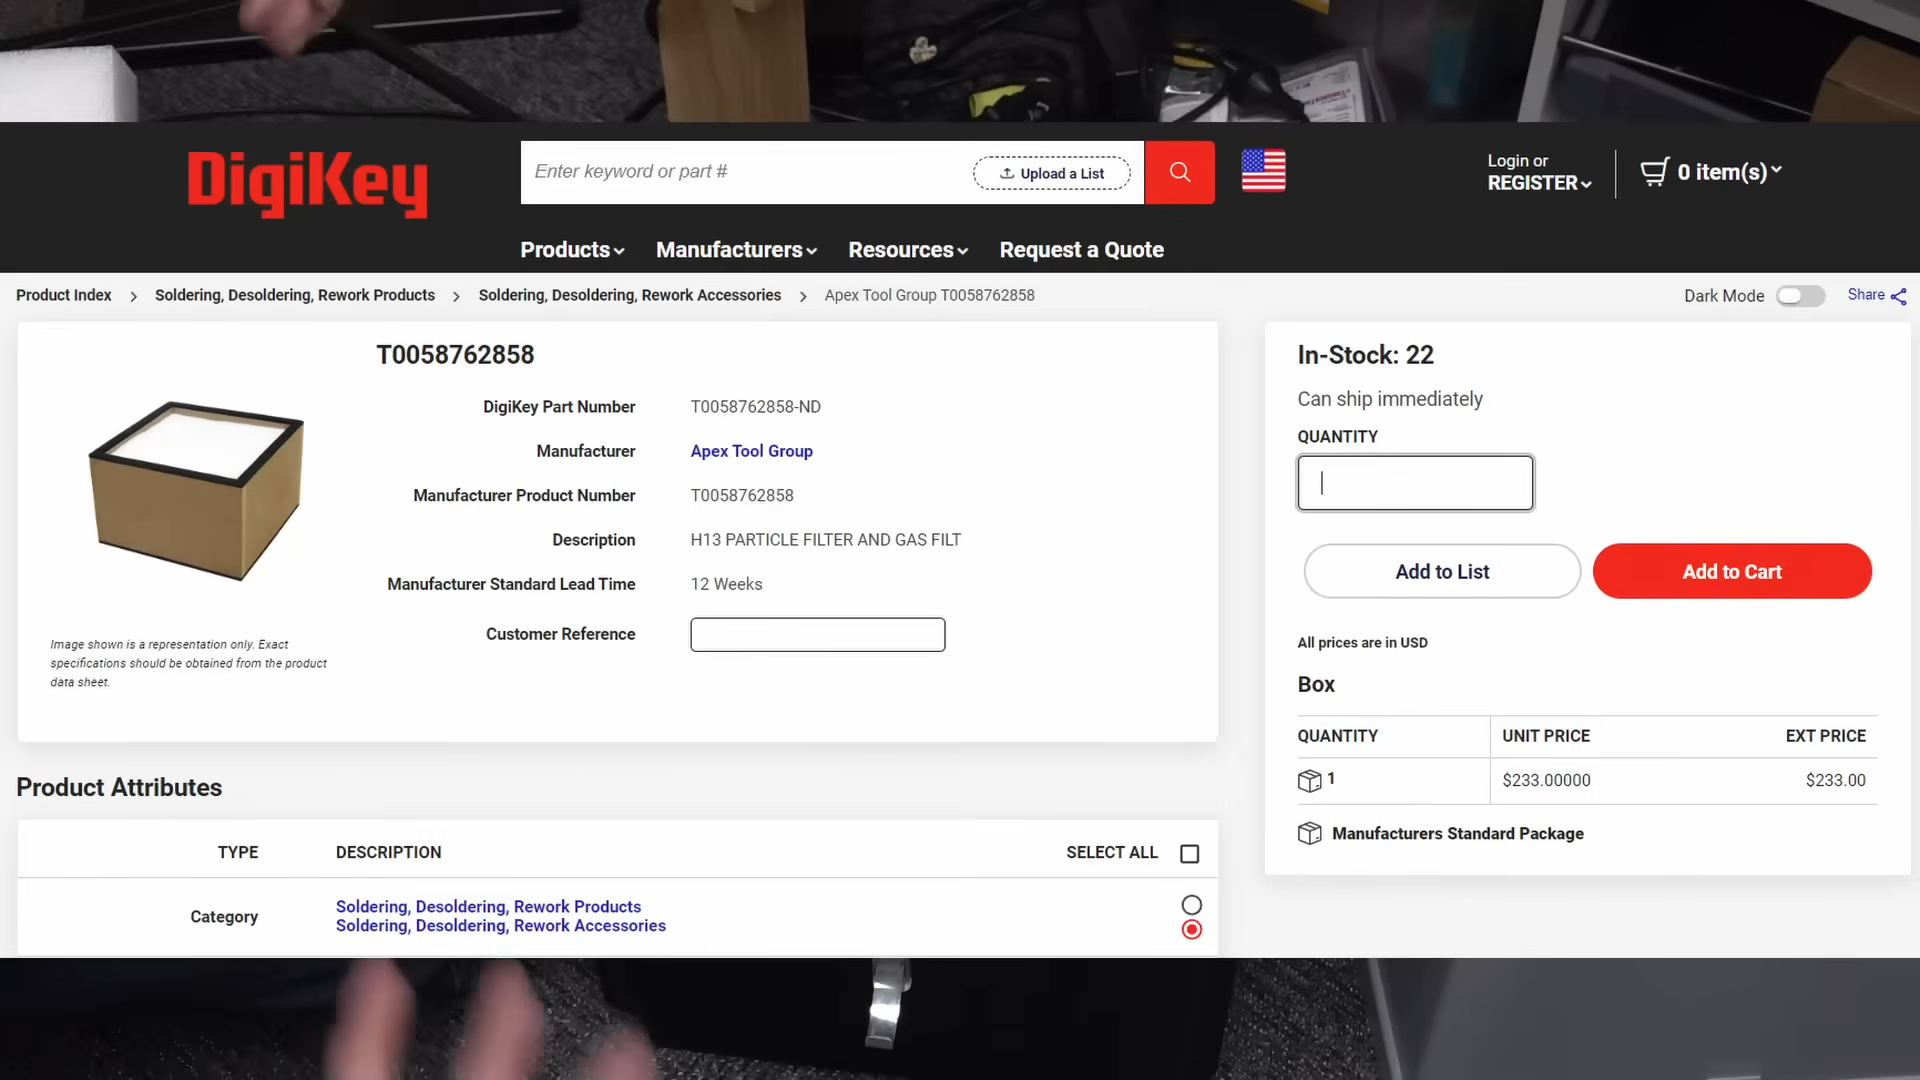 DigiKey
Enter keyword or part #
Upload a List
Login or
REGISTER
0 item(s)
Products
Manufacturers
Resources
Request a Quote
Product Index > Soldering, Desoldering, Rework Products > Soldering, Desoldering, Rework Accessories > Apex Tool Group T0058762858
Dark Mode
Share
T0058762858
DigiKey Part Number T0058762858-ND
Manufacturer Apex Tool Group
Manufacturer Product Number T0058762858
Description H13 PARTICLE FILTER AND GAS FILT
Manufacturer Standard Lead Time 12 Weeks
Customer Reference
Image shown is a representation only. Exact
specifications should be obtained from the product
data sheet.
In-Stock: 22
Can ship immediately
QUANTITY
Add to List
Add to Cart
All prices are in USD
Box
QUANTITY UNIT PRICE EXT PRICE
1 $233.00000 $233.00
Manufacturers Standard Package
Product Attributes
TYPE DESCRIPTION SELECT ALL
Category
Soldering, Desoldering, Rework Products
Soldering, Desoldering, Rework Accessories